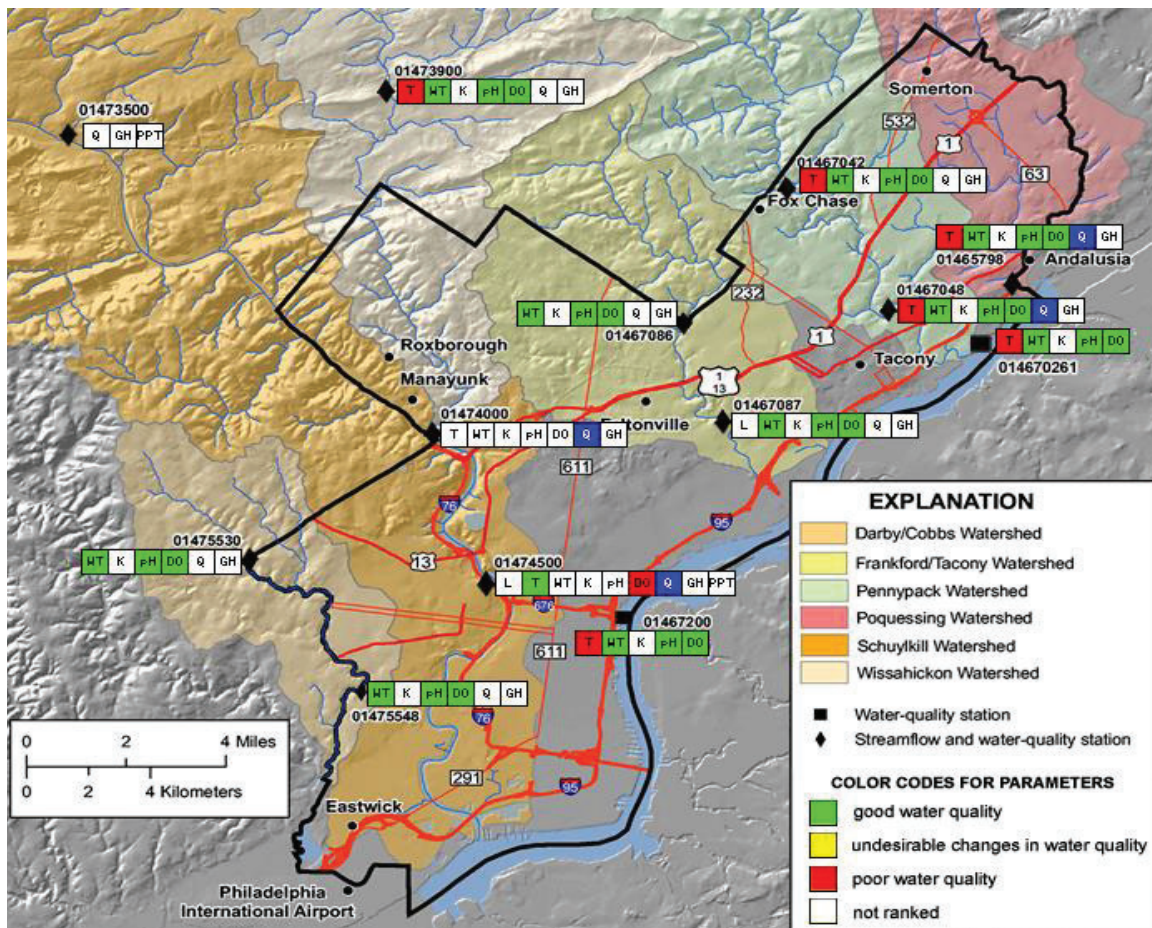 01473900
T WT K pH DO Q GH
01473500
Q GH PPT
Somerton
532
1
01467042
T WT K pH DO Q GH
63
Fox Chase
T WT K pH DO Q GH
01465798
Andalusia
232
01467048
T WT K pH DO Q GH
WT K pH DO Q GH
01467086
1
T WT K pH DO
014670261
Roxborough
Tacony
Manayunk
1
13
01474000
01467087
T WT K pH DO Q GH
L WT K pH DO Q GH
611
76
95
13
01475530
WT K pH DO Q GH
01474500
L T WT K pH DO Q GH PPT
676
01467200
T WT K pH DO
611
WT K pH DO Q GH
01475548
76
291
95
Eastwick
Philadelphia
International Airport
0 2 4 Miles
0 2 4 Kilometers
EXPLANATION
Darby/Cobbs Watershed
Frankford/Tacony Watershed
Pennypack Watershed
Poquessing Watershed
Schuylkill Watershed
Wissahickon Watershed
Water-quality station
Streamflow and water-quality station
COLOR CODES FOR PARAMETERS
good water quality
undesirable changes in water quality
poor water quality
not ranked